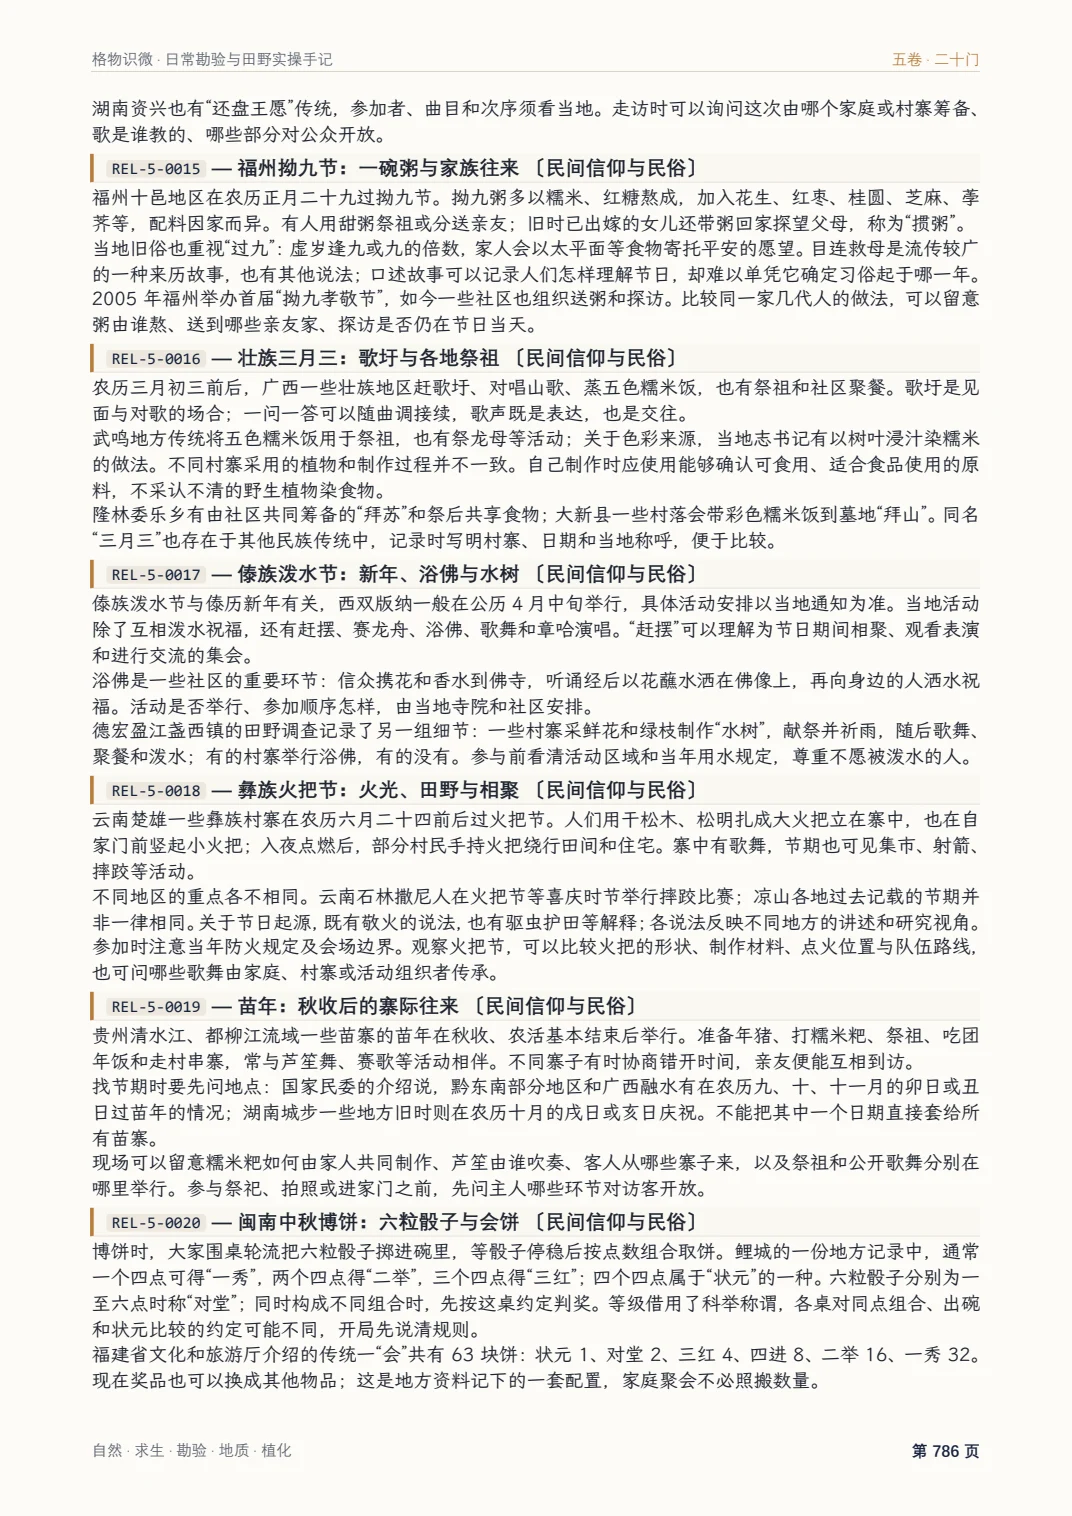 格物识微 · 日常勘验与田野实操手记
五卷 · 二十门
湖南资兴也有“还盘王愿”传统，参加者、曲目和次序须看当地。走访时可以询问这次由哪个家庭或村寨筹备、
歌是谁教的、哪些部分对公众开放。
REL-5-0015 — 福州拗九节：一碗粥与家族往来 〔民间信仰与民俗〕
福州十邑地区在农历正月二十九过拗九节。拗九粥多以糯米、红糖熬成，加入花生、红枣、桂圆、芝麻、荸
荠等，配料因家而异。有人用甜粥祭祖或分送亲友；旧时已出嫁的女儿还带粥回家探望父母，称为“掼粥”。
当地旧俗也重视“过九”：虚岁逢九或九的倍数，家人会以太平面等食物寄托平安的愿望。目连救母是流传较广
的一种来历故事，也有其他说法；口述故事可以记录人们怎样理解节日，却难以单凭它确定习俗起于哪一年。
2005 年福州举办首届“拗九孝敬节”，如今一些社区也组织送粥和探访。比较同一家几代人的做法，可以留意
粥由谁熬、送到哪些亲友家、探访是否仍在节日当天。
REL-5-0016 — 壮族三月三：歌圩与各地祭祖 〔民间信仰与民俗〕
农历三月初三前后，广西一些壮族地区赶歌圩、对唱山歌、蒸五色糯米饭，也有祭祖和社区聚餐。歌圩是见
面与对歌的场合；一问一答可以随曲调接续，歌声既是表达，也是交往。
武鸣地方传统将五色糯米饭用于祭祖，也有祭龙母等活动；关于色彩来源，当地志书记有以树叶浸汁染糯米
的做法。不同村寨采用的植物和制作过程并不一致。自己制作时应使用能够确认可食用、适合食品使用的原
料，不采认不清的野生植物染食物。
隆林委乐乡有由社区共同筹备的“拜苏”和祭后共享食物；大新县一些村落会带彩色糯米饭到墓地“拜山”。同名
“三月三”也存在于其他民族传统中，记录时写明村寨、日期和当地称呼，便于比较。
REL-5-0017 — 傣族泼水节：新年、浴佛与水树 〔民间信仰与民俗〕
傣族泼水节与傣历新年有关，西双版纳一般在公历 4 月中旬举行，具体活动安排以当地通知为准。当地活动
除了互相泼水祝福，还有赶摆、赛龙舟、浴佛、歌舞和章哈演唱。“赶摆”可以理解为节日期间相聚、观看表演
和进行交流的集会。
浴佛是一些社区的重要环节：信众携花和香水到佛寺，听诵经后以花蘸水洒在佛像上，再向身边的人洒水祝
福。活动是否举行、参加顺序怎样，由当地寺院和社区安排。
德宏盈江盏西镇的田野调查记录了另一组细节：一些村寨采鲜花和绿枝制作“水树”，献祭并祈雨，随后歌舞、
聚餐和泼水；有的村寨举行浴佛，有的没有。参与前看清活动区域和当年用水规定，尊重不愿被泼水的人。
REL-5-0018 — 彝族火把节：火光、田野与相聚 〔民间信仰与民俗〕
云南楚雄一些彝族村寨在农历六月二十四前后过火把节。人们用干松木、松明扎成大火把立在寨中，也在自
家门前竖起小火把；入夜点燃后，部分村民手持火把绕行田间和住宅。寨中有歌舞，节期也可见集市、射箭、
摔跤等活动。
不同地区的重点各不相同。云南石林撒尼人在火把节等喜庆时节举行摔跤比赛；凉山各地过去记载的节期并
非一律相同。关于节日起源，既有敬火的说法，也有驱虫护田等解释；各说法反映不同地方的讲述和研究视角。
参加时注意当年防火规定及会场边界。观察火把节，可以比较火把的形状、制作材料、点火位置与队伍路线，
也可问哪些歌舞由家庭、村寨或活动组织者传承。
REL-5-0019 — 苗年：秋收后的寨际往来 〔民间信仰与民俗〕
贵州清水江、都柳江流域一些苗寨的苗年在秋收、农活基本结束后举行。准备年猪、打糯米粑、祭祖、吃团
年饭和走村串寨，常与芦笙舞、赛歌等活动相伴。不同寨子有时协商错开时间，亲友便能互相到访。
找节期时要先问地点：国家民委的介绍说，黔东南部分地区和广西融水有在农历九、十、十一月的卯日或丑
日过苗年的情况；湖南城步一些地方旧时则在农历十月的戌日或亥日庆祝。不能把其中一个日期直接套给所
有苗寨。
现场可以留意糯米粑如何由家人共同制作、芦笙由谁吹奏、客人从哪些寨子来，以及祭祖和公开歌舞分别在
哪里举行。参与祭祀、拍照或进家门之前，先问主人哪些环节对访客开放。
REL-5-0020 — 闽南中秋博饼：六粒骰子与会饼 〔民间信仰与民俗〕
博饼时，大家围桌轮流把六粒骰子掷进碗里，等骰子停稳后按点数组合取饼。鲤城的一份地方记录中，通常
一个四点可得“一秀”，两个四点得“二举”，三个四点得“三红”；四个四点属于“状元”的一种。六粒骰子分别为一
至六点时称“对堂”；同时构成不同组合时，先按这桌约定判奖。等级借用了科举称谓，各桌对同点组合、出碗
和状元比较的约定可能不同，开局先说清规则。
福建省文化和旅游厅介绍的传统一“会”共有 63 块饼：状元 1、对堂 2、三红 4、四进 8、二举 16、一秀 32。
现在奖品也可以换成其他物品；这是地方资料记下的一套配置，家庭聚会不必照搬数量。
自然 · 求生 · 勘验 · 地质 · 植化
第 786 页